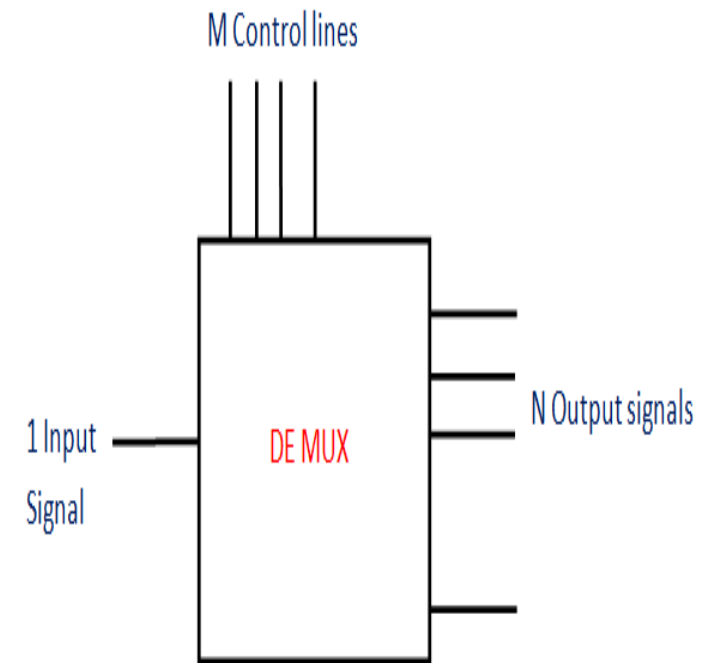 M Control lines
1 Input
Signal
DE MUX
N Output signals